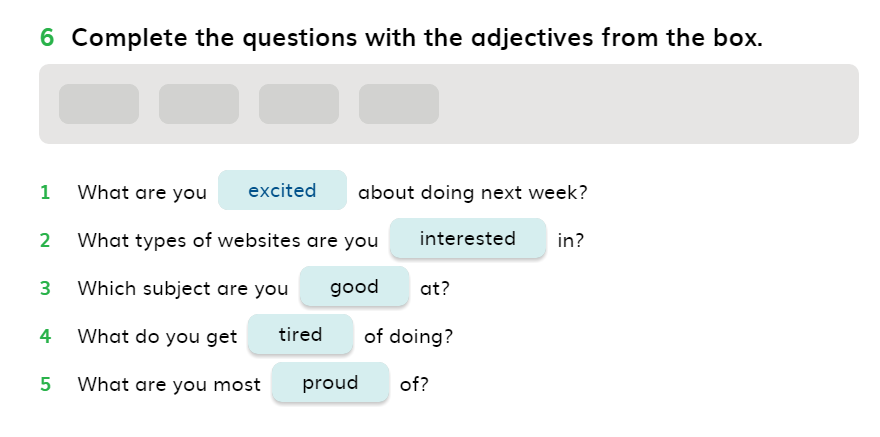 6 Complete the questions with the adjectives from the box.
1 What are you excited about doing next week?
2 What types of websites are you interested in?
3 Which subject are you good at?
4 What do you get tired of doing?
5 What are you most proud of?